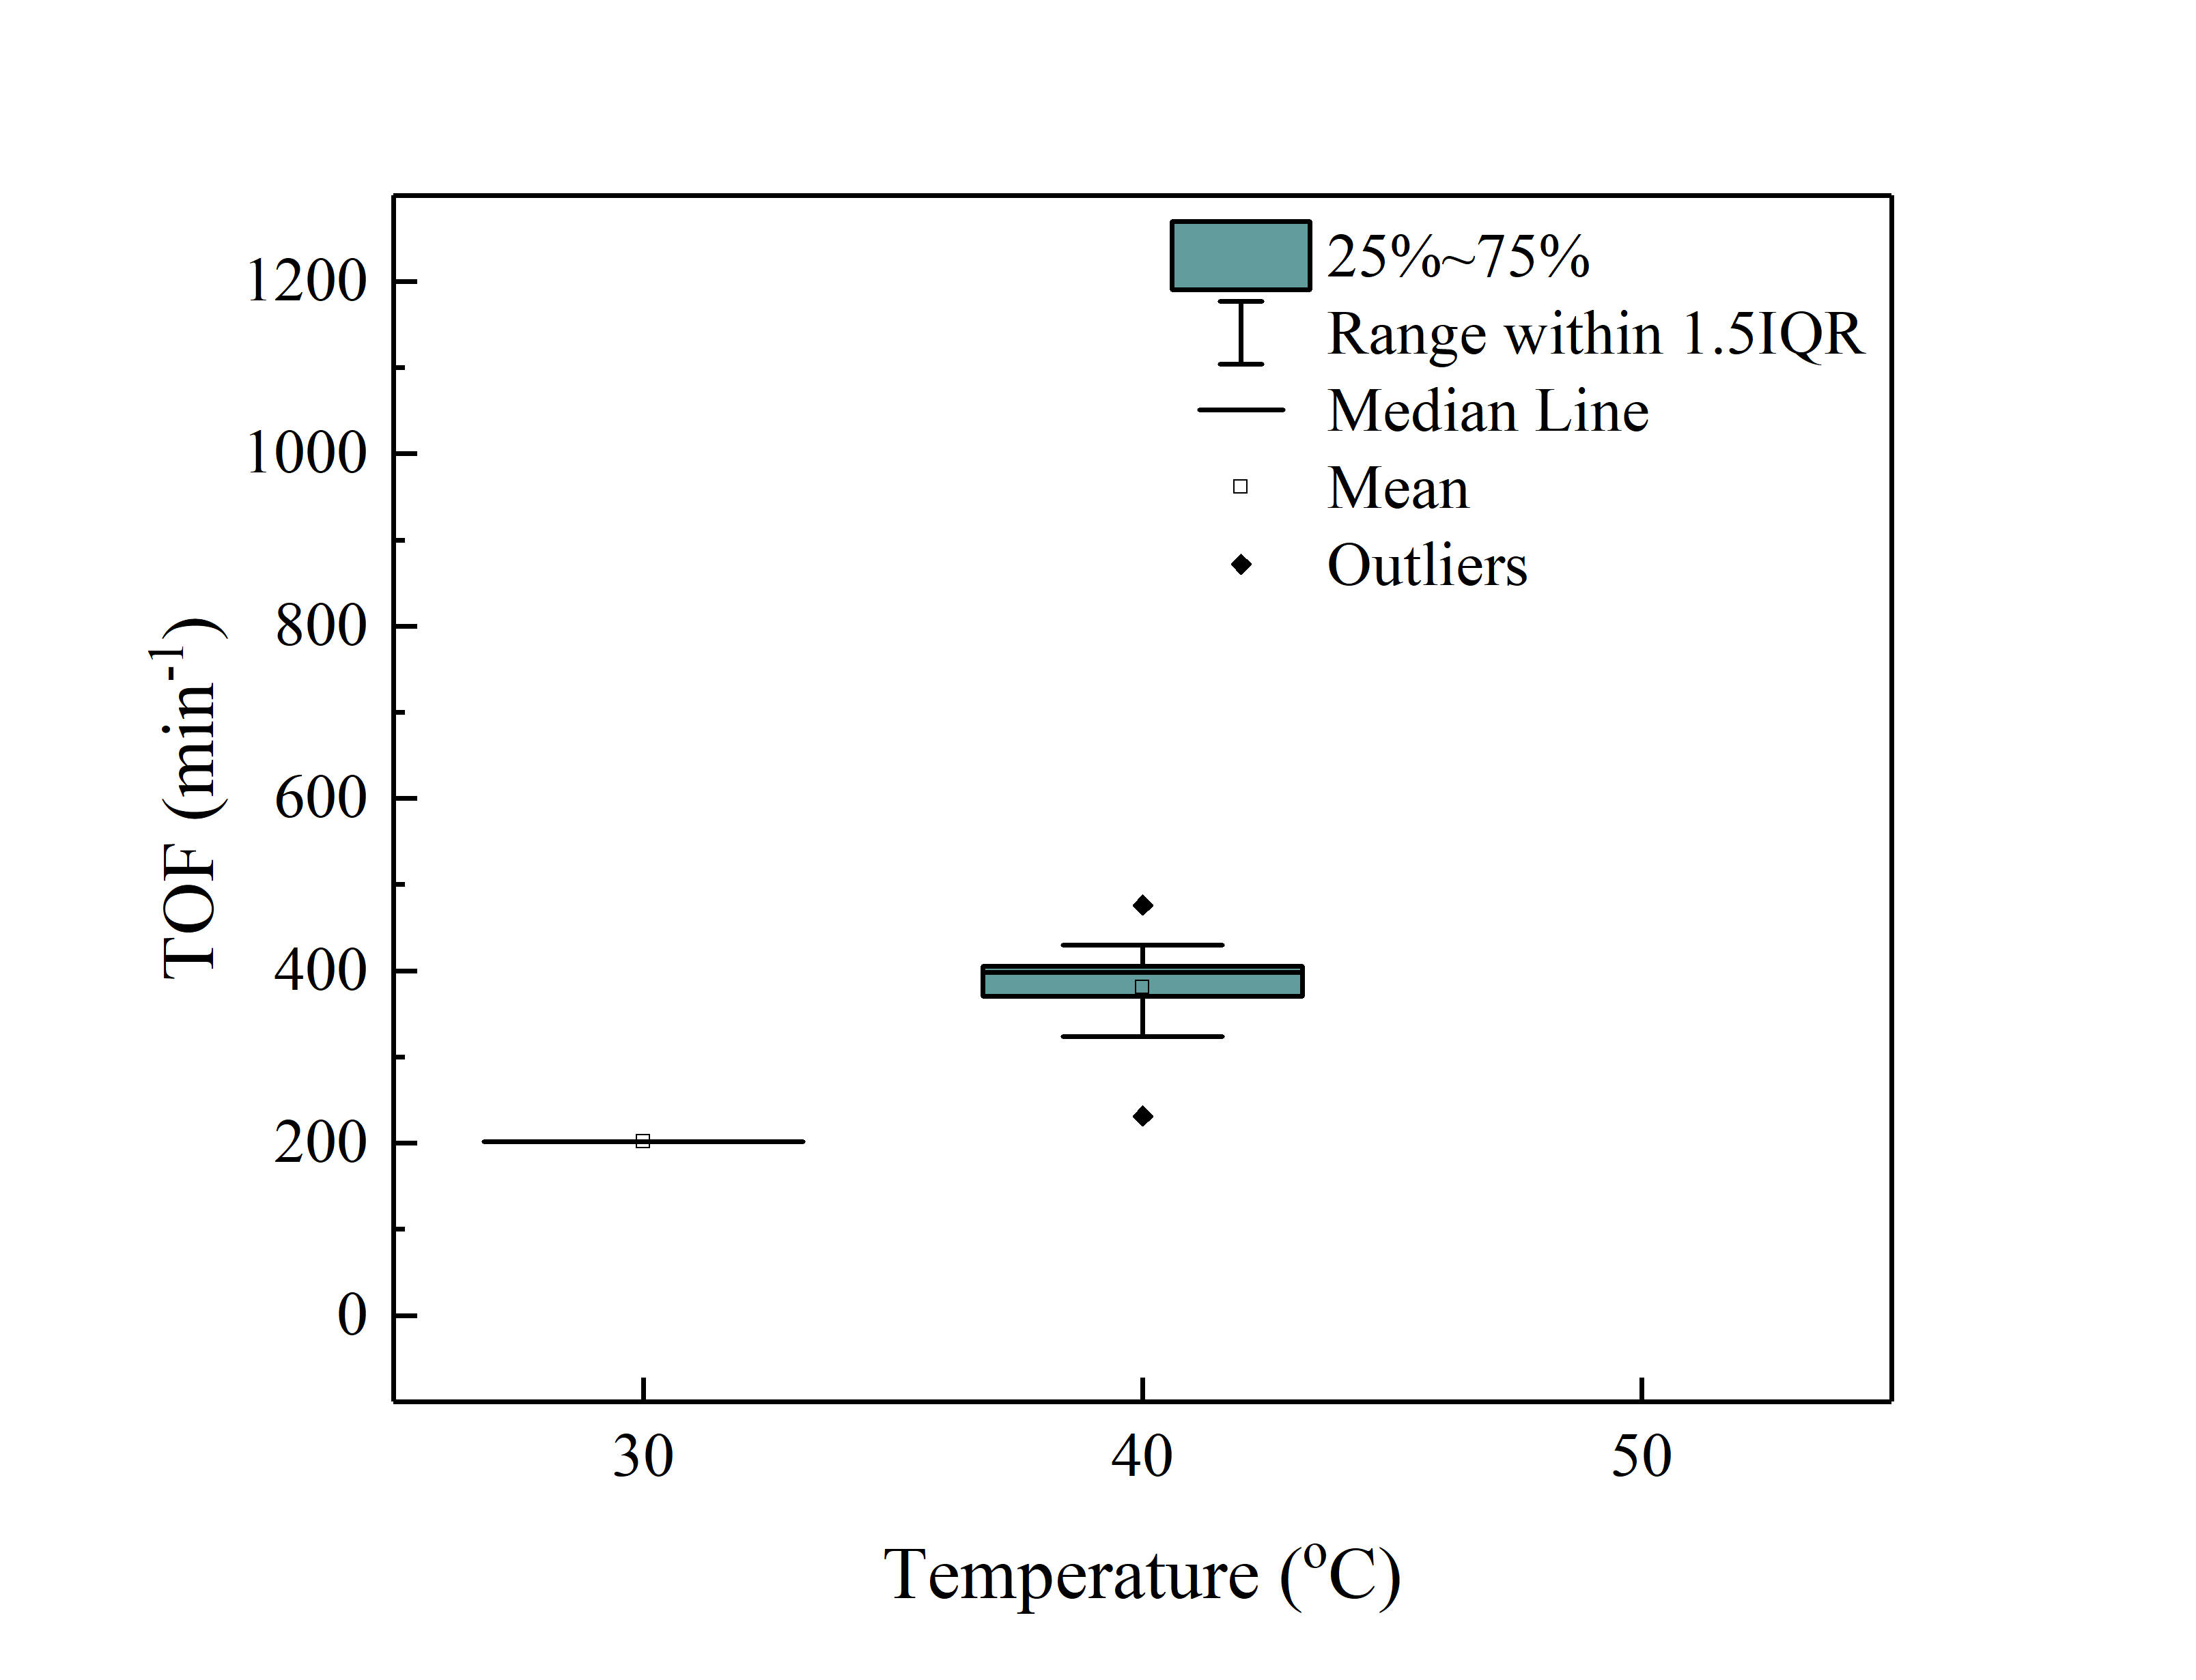 1200
1000
800
600
400
200
0
TOF (min⁻¹)
25%~75%
Range within 1.5IQR
Median Line
Mean
Outliers
30
40
50
Temperature (ºC)